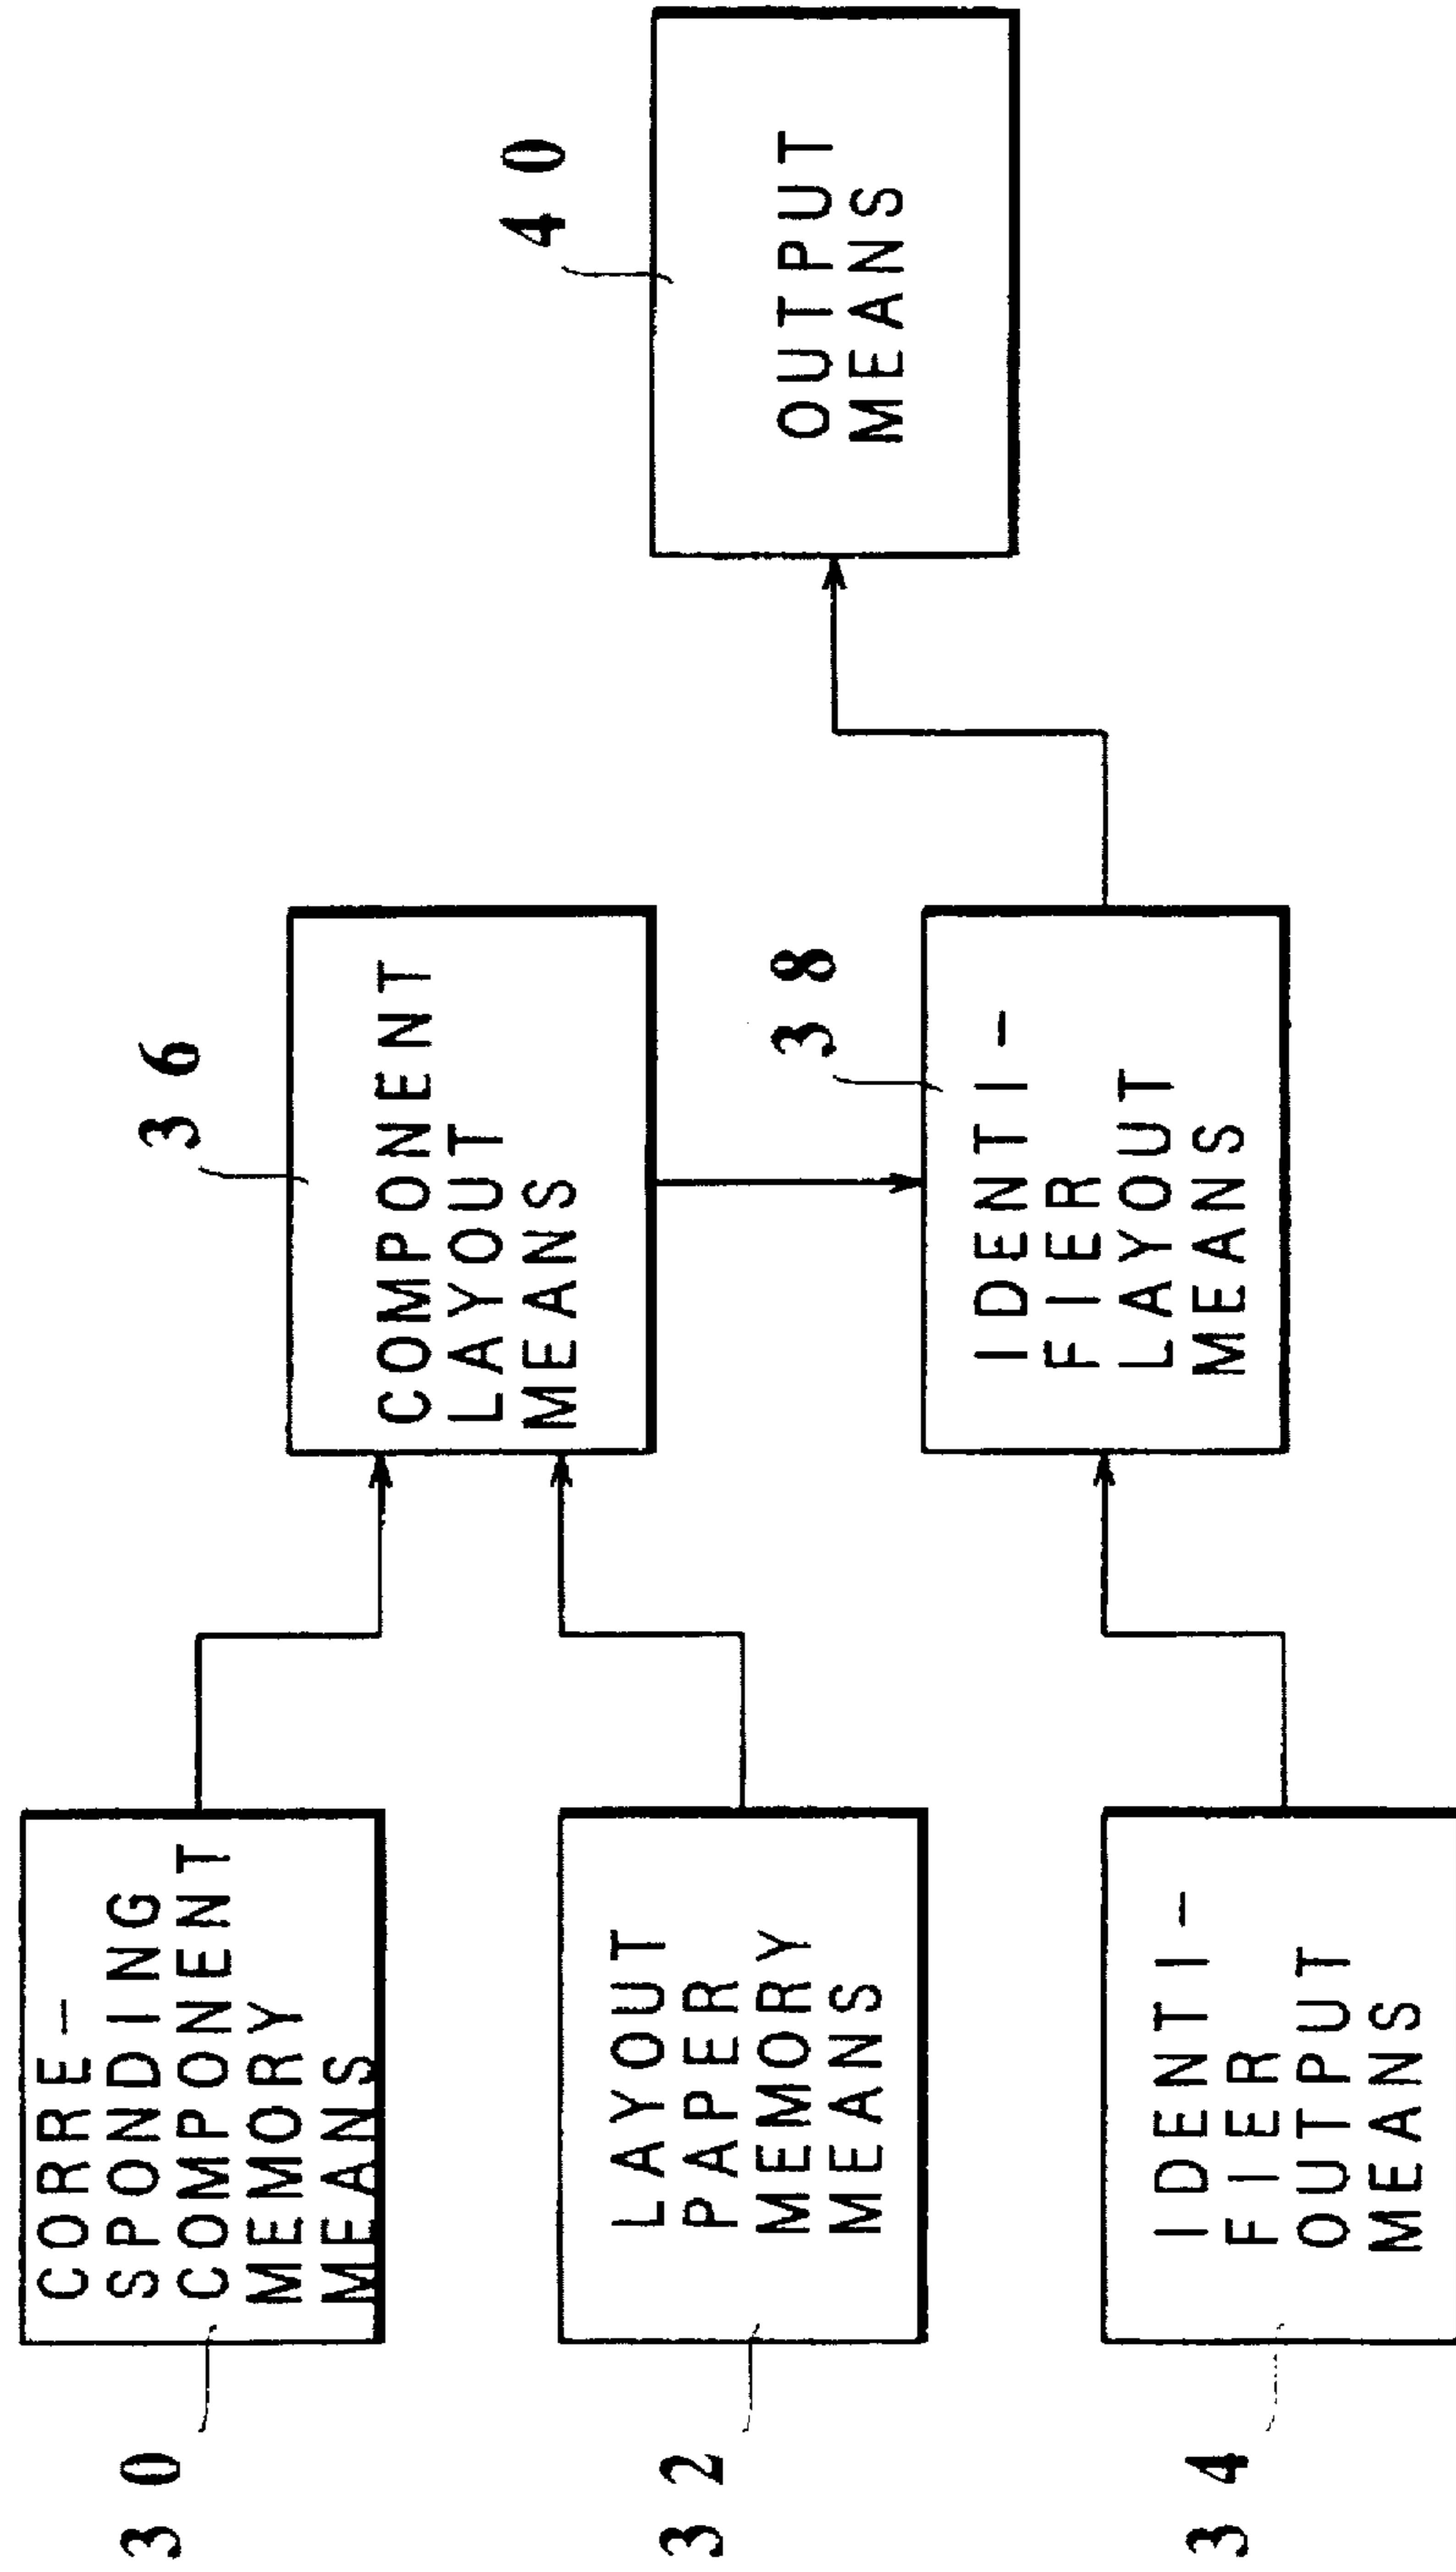 30
CORRE-
SPONDING
COMPONENT
MEMORY
MEANS
32
LAYOUT
PAPER
MEMORY
MEANS
34
IDENTI-
FIER
OUTPUT
MEANS
36
COMPONENT
LAYOUT
MEANS
38
IDENTI-
FIER
LAYOUT
MEANS
40
OUTPUT
MEANS